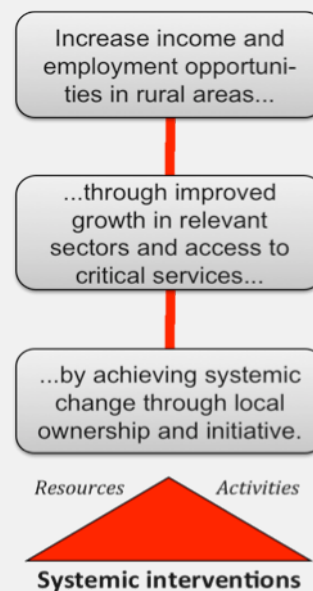 Increase income and
employment opportuni-
ties in rural areas...
...through improved
growth in relevant
sectors and access to
critical services...
...by achieving systemic
change through local
ownership and initiative.
Resources Activities
Systemic interventions